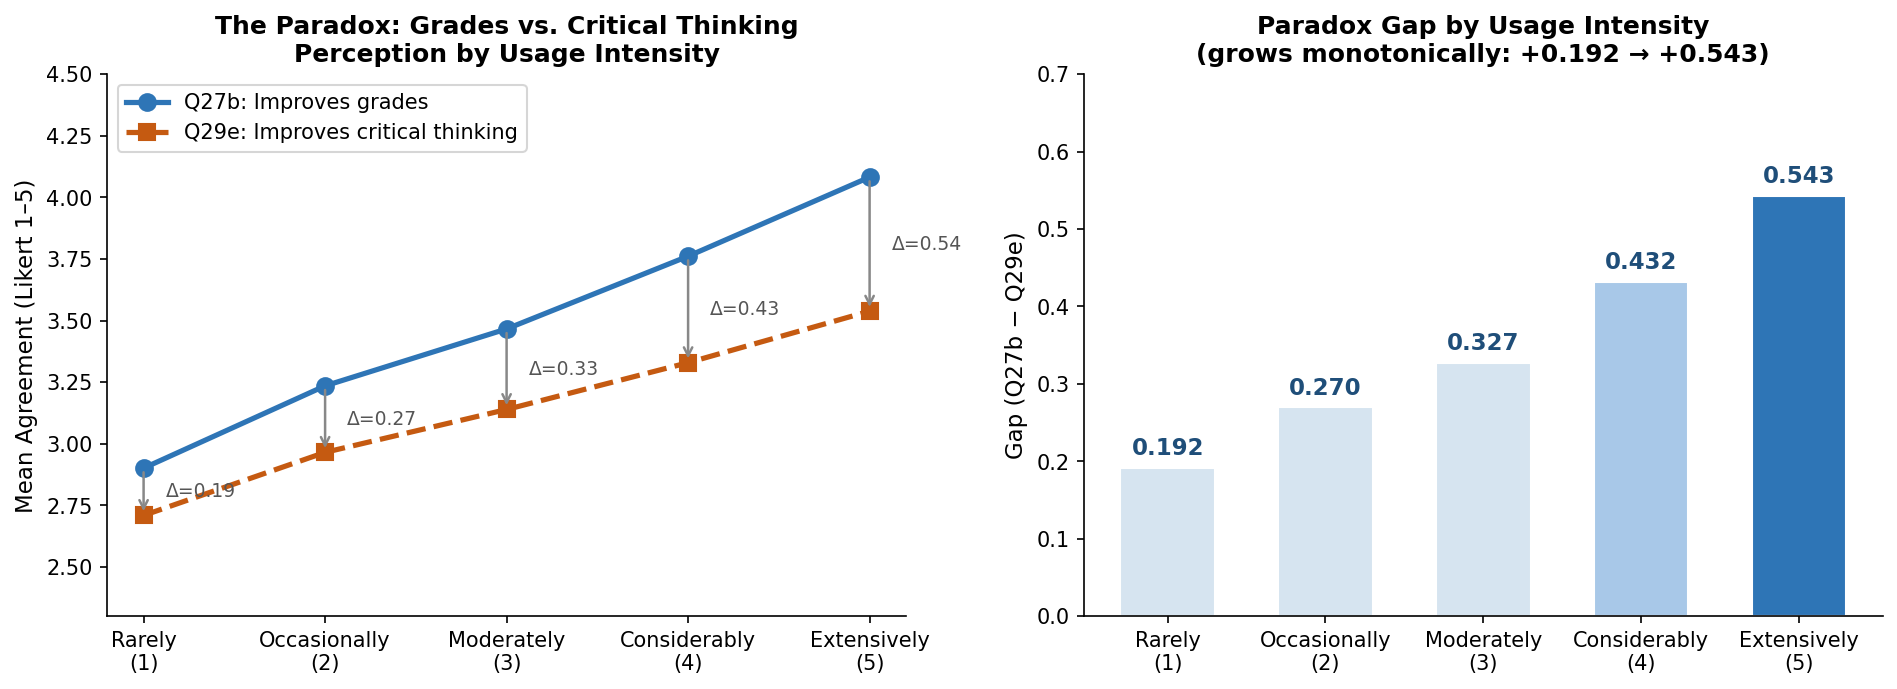 The Paradox: Grades vs. Critical Thinking
Perception by Usage Intensity
Mean Agreement (Likert 1–5)
4.50
4.25
4.00
3.75
3.50
3.25
3.00
2.75
2.50
Q27b: Improves grades
Q29e: Improves critical thinking
Δ=0.19
Δ=0.27
Δ=0.33
Δ=0.43
Δ=0.54
Rarely
(1)
Occasionally
(2)
Moderately
(3)
Considerably
(4)
Extensively
(5)
Paradox Gap by Usage Intensity
(grows monotonically: +0.192 → +0.543)
Gap (Q27b − Q29e)
0.7
0.6
0.5
0.4
0.3
0.2
0.1
0.0
0.192
0.270
0.327
0.432
0.543
Rarely
(1)
Occasionally
(2)
Moderately
(3)
Considerably
(4)
Extensively
(5)